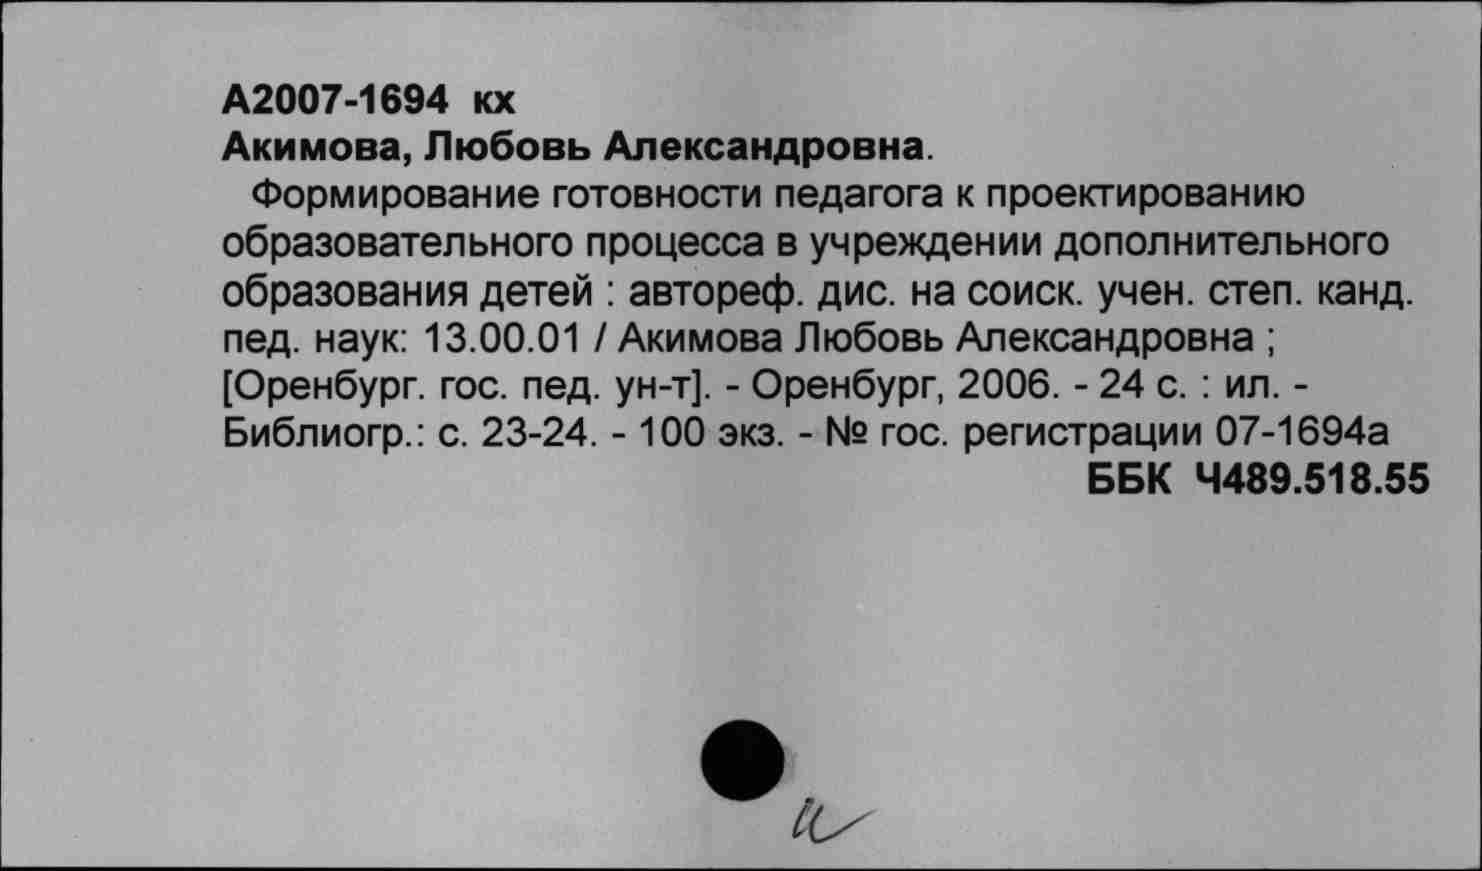 А2007-1694 кх
Акимова, Любовь Александровна.
Формирование готовности педагога к проектированию
образовательного процесса в учреждении дополнительного
образования детей : автореф. дис. на соиск. учен. степ. канд.
пед. наук: 13.00.01 / Акимова Любовь Александровна ;
[Оренбург. гос. пед. ун-т]. - Оренбург, 2006. - 24 с. : ил. -
Библиогр.: с. 23-24. - 100 экз. - № гос. регистрации 07-1694а
ББК Ч489.518.55